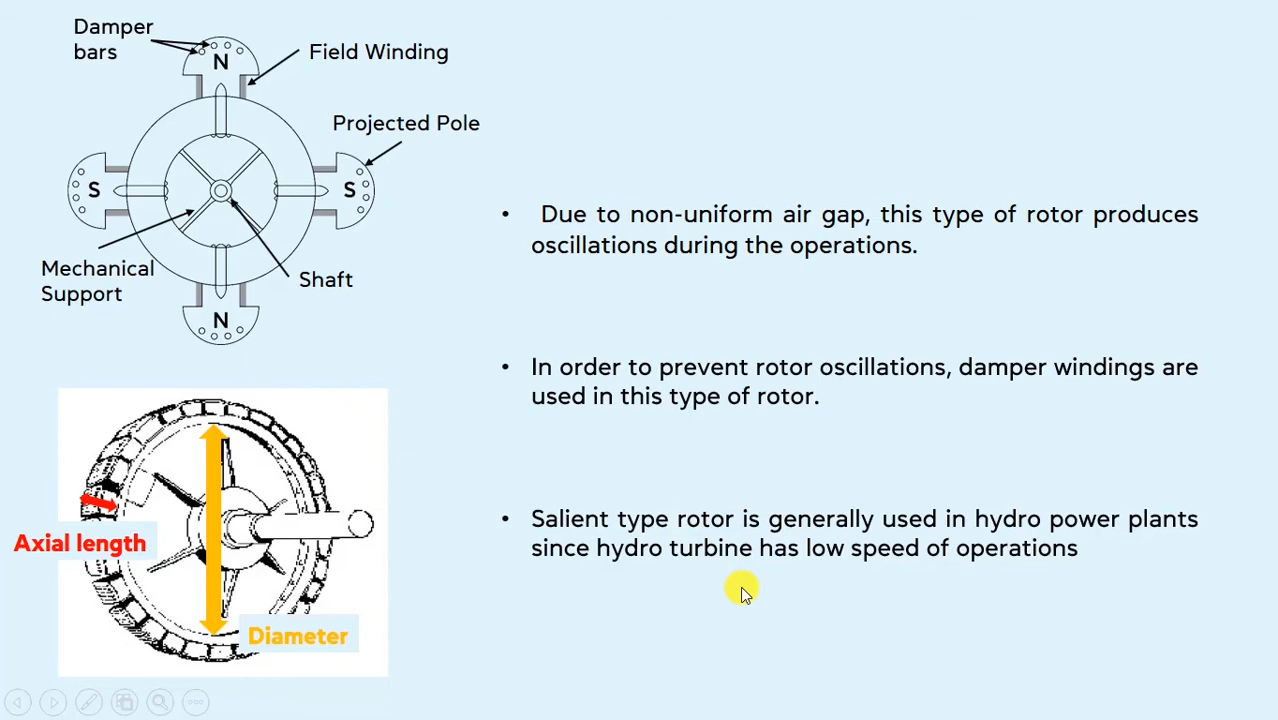 Damper
bars
N
Field Winding
Projected Pole
S
S
Mechanical
Support
Shaft
N
Axial length
Diameter
• Due to non-uniform air gap, this type of rotor produces
oscillations during the operations.
• In order to prevent rotor oscillations, damper windings are
used in this type of rotor.
• Salient type rotor is generally used in hydro power plants
since hydro turbine has low speed of operations